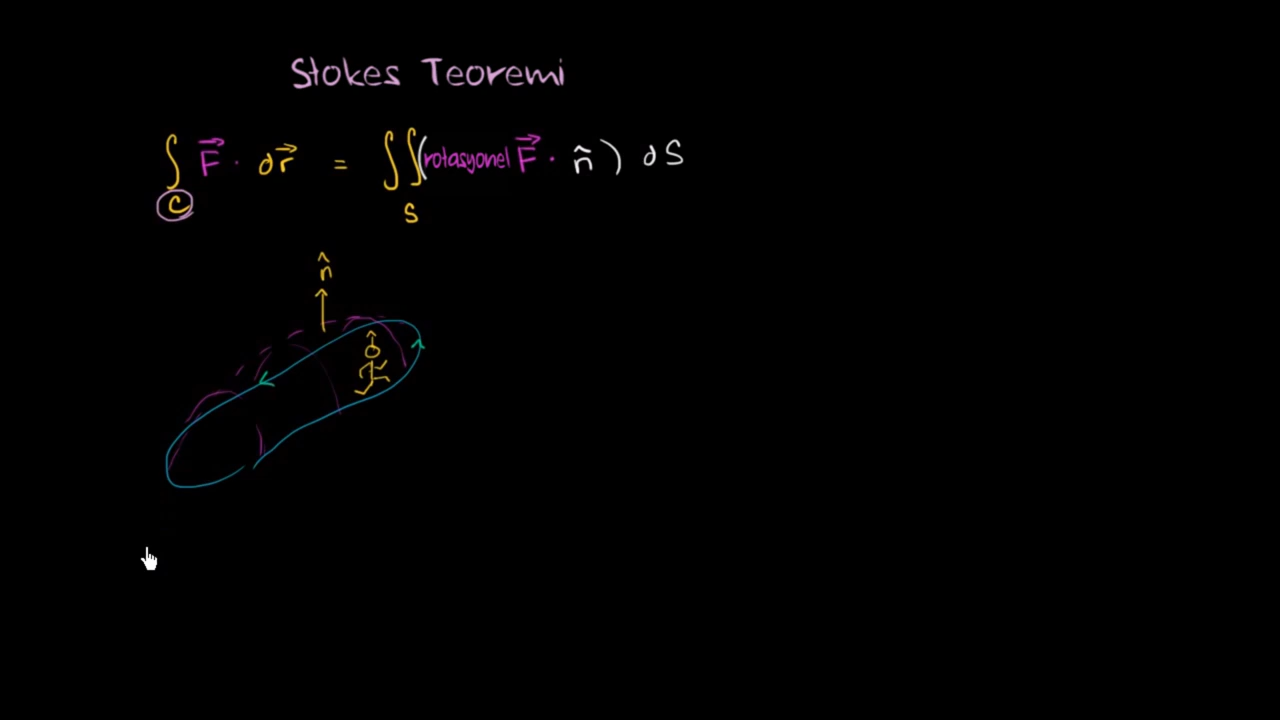 Stokes Teoremi
∫ F⃗ · dr⃗ = ∬ (rotasyonel F⃗ · n̂) dS
C S
n̂